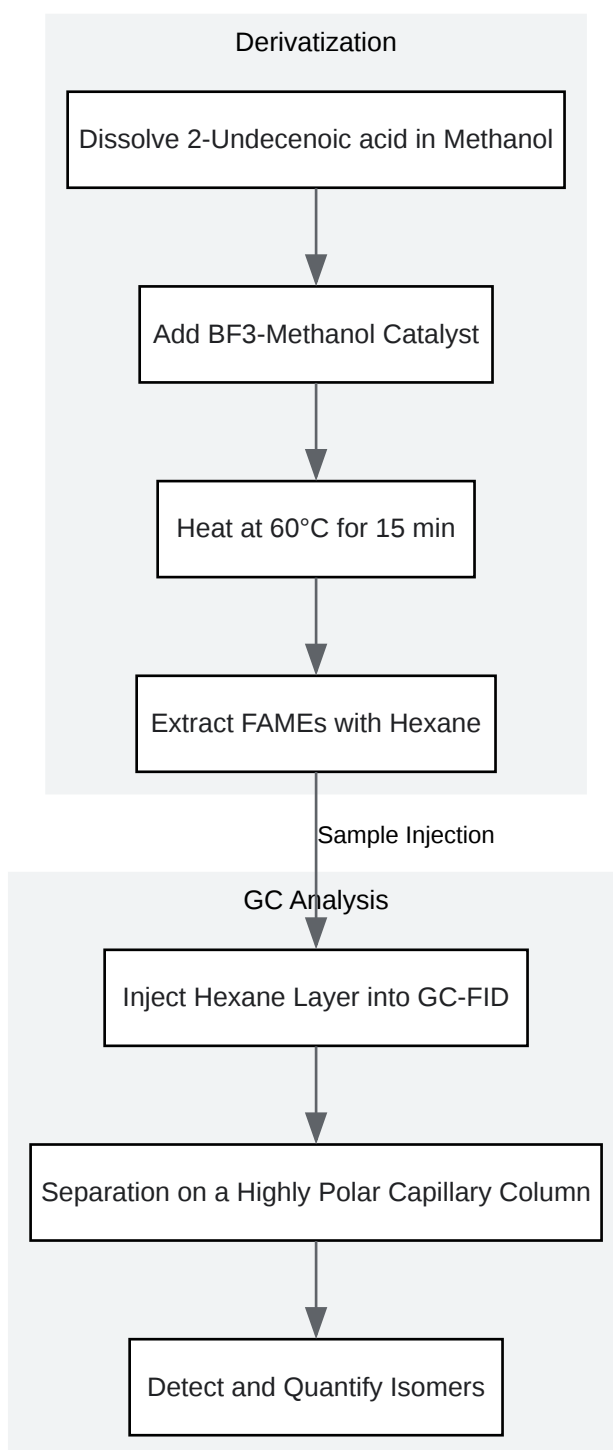 Derivatization
Dissolve 2-Undecenoic acid in Methanol
Add BF3-Methanol Catalyst
Heat at 60°C for 15 min
Extract FAMEs with Hexane
Sample Injection
GC Analysis
Inject Hexane Layer into GC-FID
Separation on a Highly Polar Capillary Column
Detect and Quantify Isomers